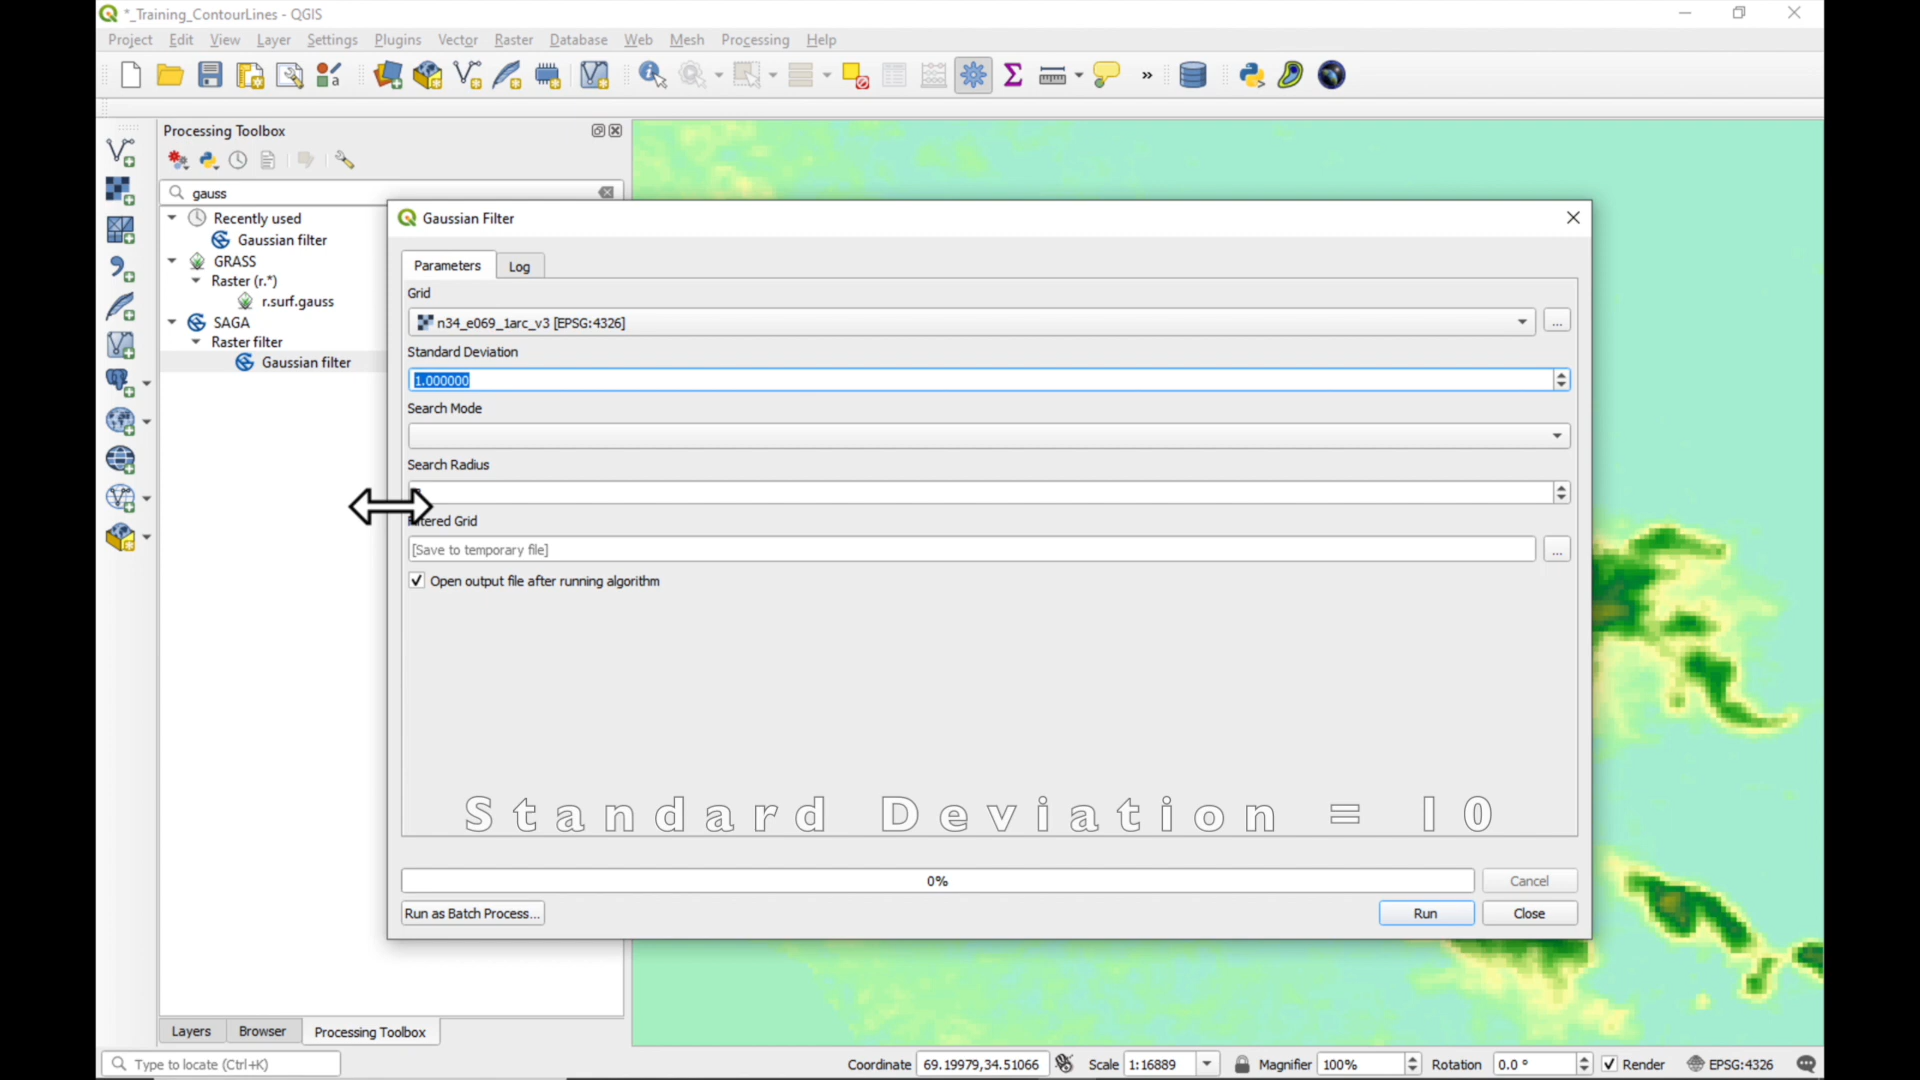 *_Training_ContourLines - QGIS
Project Edit View Layer Settings Plugins Vector Raster Database Web Mesh Processing Help
Processing Toolbox
gauss
Recently used
Gaussian filter
GRASS
Raster (r.*)
r.surf.gauss
SAGA
Raster filter
Gaussian filter
Gaussian Filter
Parameters Log
Grid
n34_e069_1arc_v3 [EPSG:4326]
...
Standard Deviation
1.000000
Search Mode
Search Radius
Grid
[Save to temporary file]
...
Open output file after running algorithm
Standard Deviation = 10
0%
Cancel
Run as Batch Process...
Run
Close
Layers Browser Processing Toolbox
Type to locate (Ctrl+K)
Coordinate 69.19979,34.51066 Scale 1:16889 Magnifier 100% Rotation 0.0 ° Render EPSG:4326